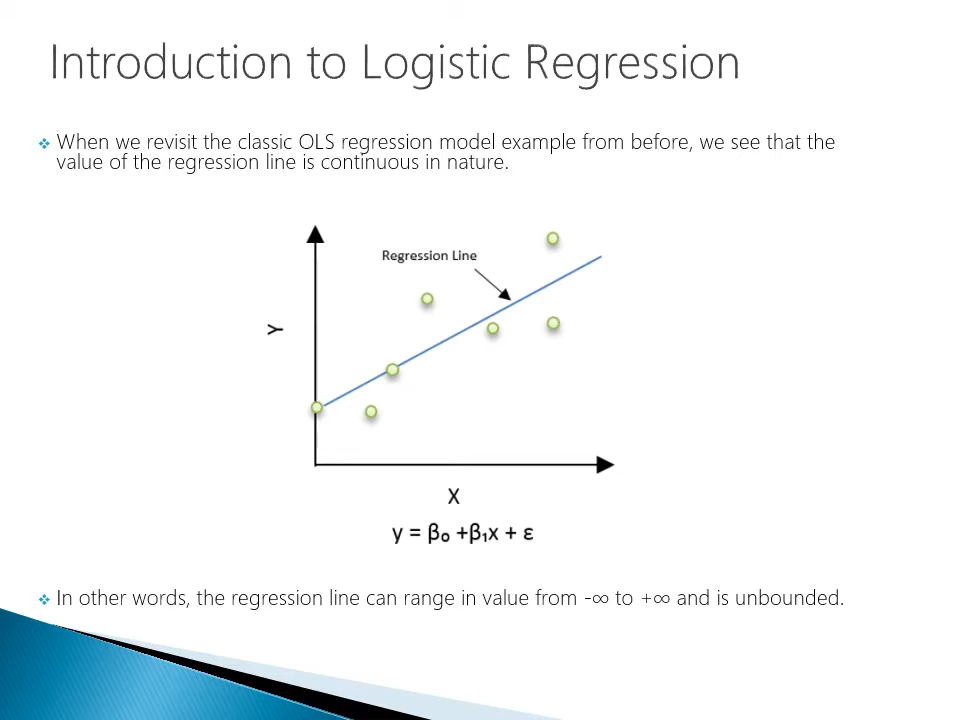 Introduction to Logistic Regression
When we revisit the classic OLS regression model example from before, we see that the
value of the regression line is continuous in nature.
Regression Line
Y
X
y = β₀ +β₁x + ε
In other words, the regression line can range in value from -∞ to +∞ and is unbounded.